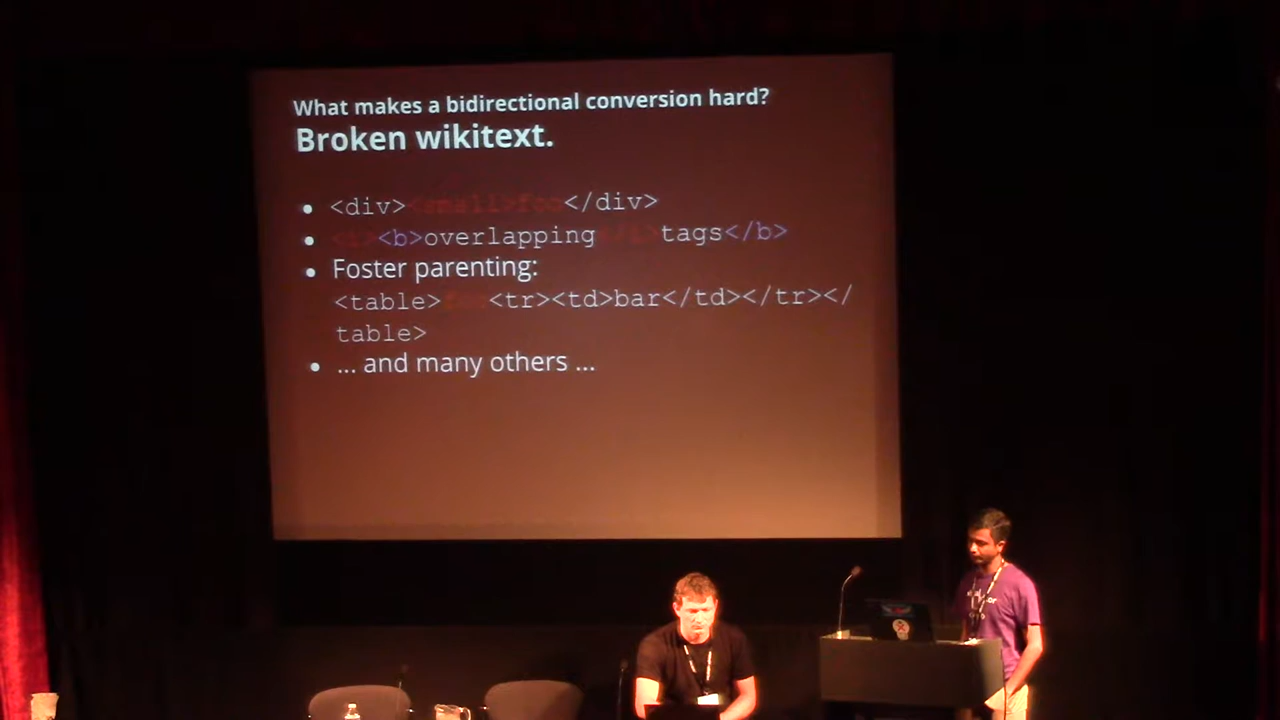 What makes a bidirectional conversion hard?
Broken wikitext.
• <div><small>foo</div>
• <i><b>overlapping</i> tags</b>
• Foster parenting:
<table> <tr><td>bar</td></tr></
table>
• ... and many others ...